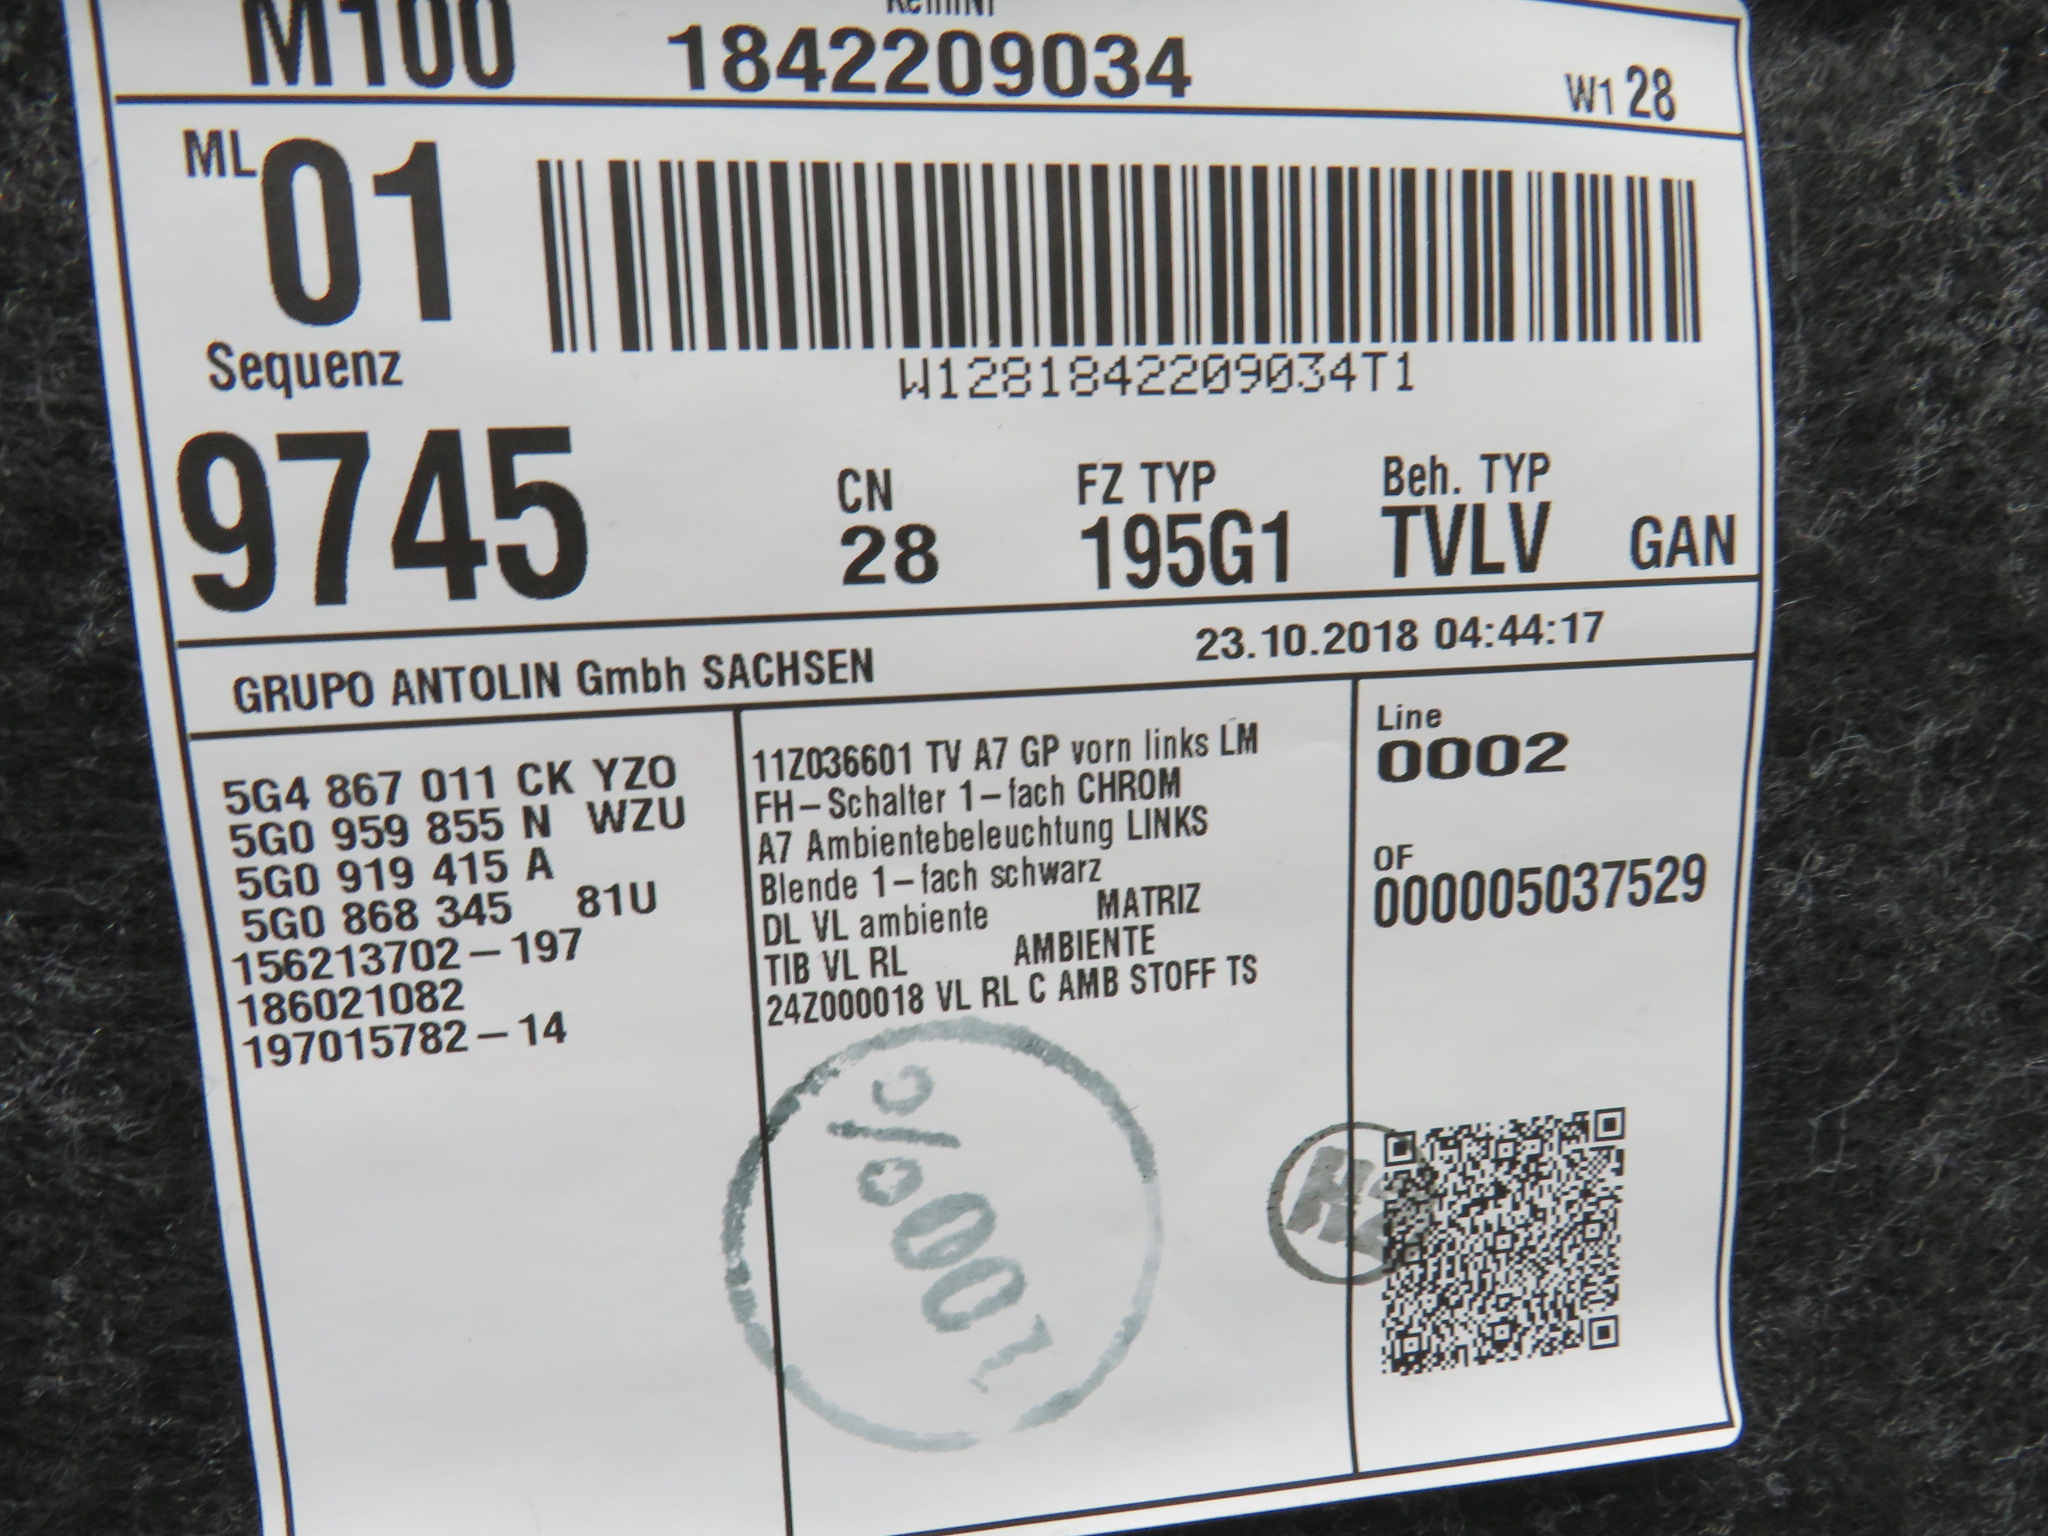 M100 1842209034 W1 28
ML 01
W1281842209034T1
Sequenz
9745
CN FZ TYP Beh. TYP
28 195G1 TVLV GAN
GRUPO ANTOLIN Gmbh SACHSEN 23.10.2018 04:44:17
5G4 867 011 CK YZO
5G0 959 855 N WZU
5G0 919 415 A
5G0 868 345 81U
156213702-197
186021082
197015782-14
11Z036601 TV A7 GP vorn links LM
FH-Schalter 1-fach CHROM
A7 Ambientebeleuchtung LINKS
Blende 1-fach schwarz
DL VL ambiente MATRIZ
TIB VL RL AMBIENTE
24Z000018 VL RL C AMB STOFF TS
Line
0002
OF
000005037529
100%